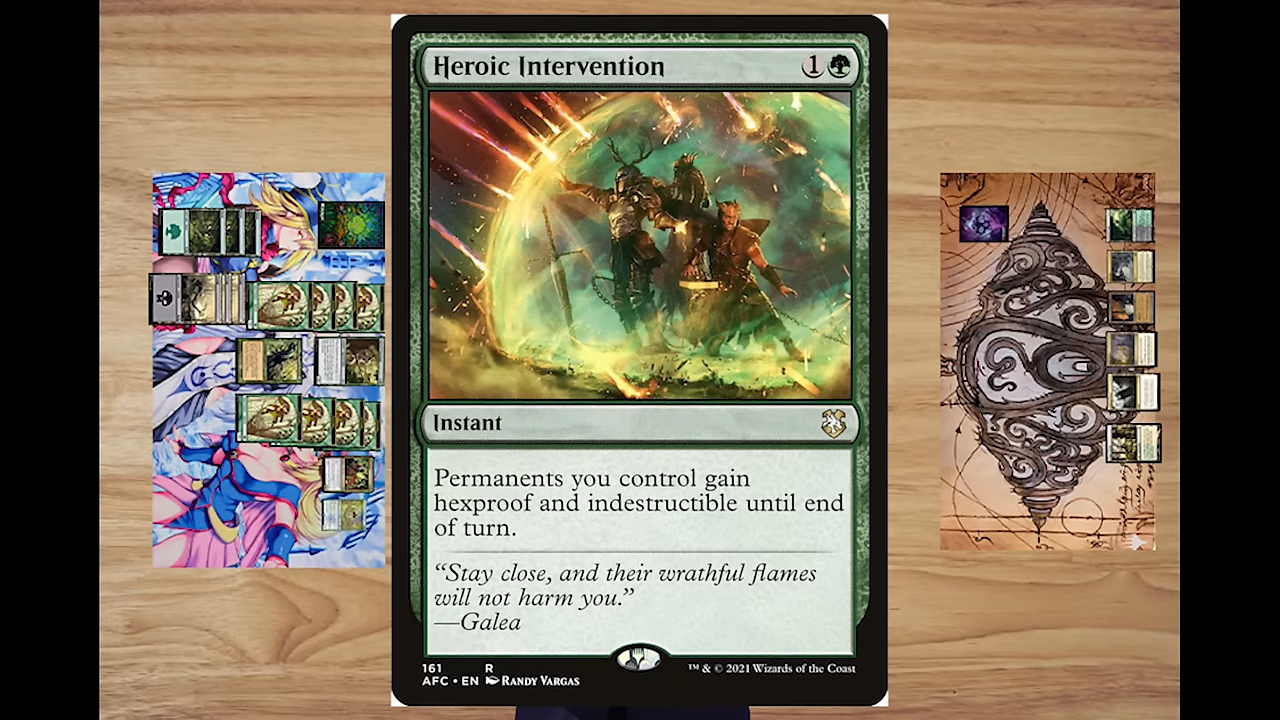 Heroic Intervention 1
Instant
Permanents you control gain
hexproof and indestructible until end
of turn.
“Stay close, and their wrathful flames
will not harm you.”
—Galea
161 R
AFC • EN RANDY VARGAS
™ & © 2021 Wizards of the Coast